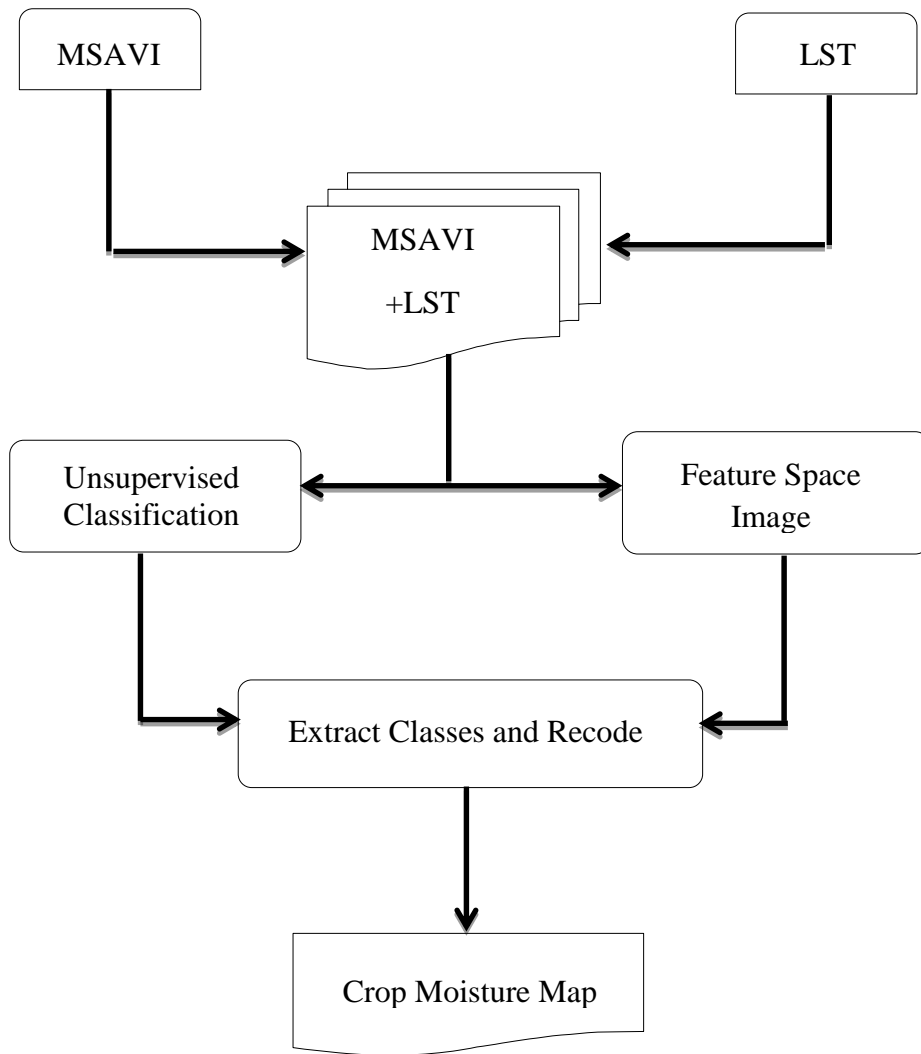 MSAVI
LST
MSAVI
+LST
Unsupervised
Classification
Feature Space
Image
Extract Classes and Recode
Crop Moisture Map